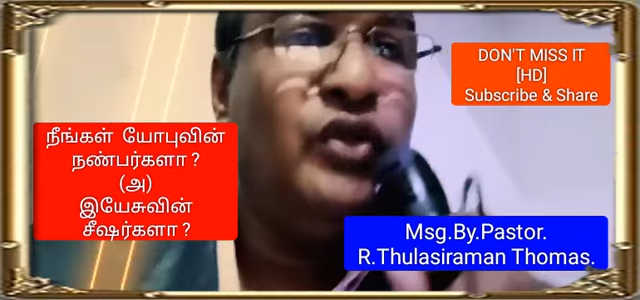 DON'T MISS IT
[HD]
Subscribe & Share
நீங்கள் யோபுவின்
நண்பர்களா ?
(அ)
இயேசுவின்
சீஷர்களா ?
Msg.By.Pastor.
R.Thulasiraman Thomas.